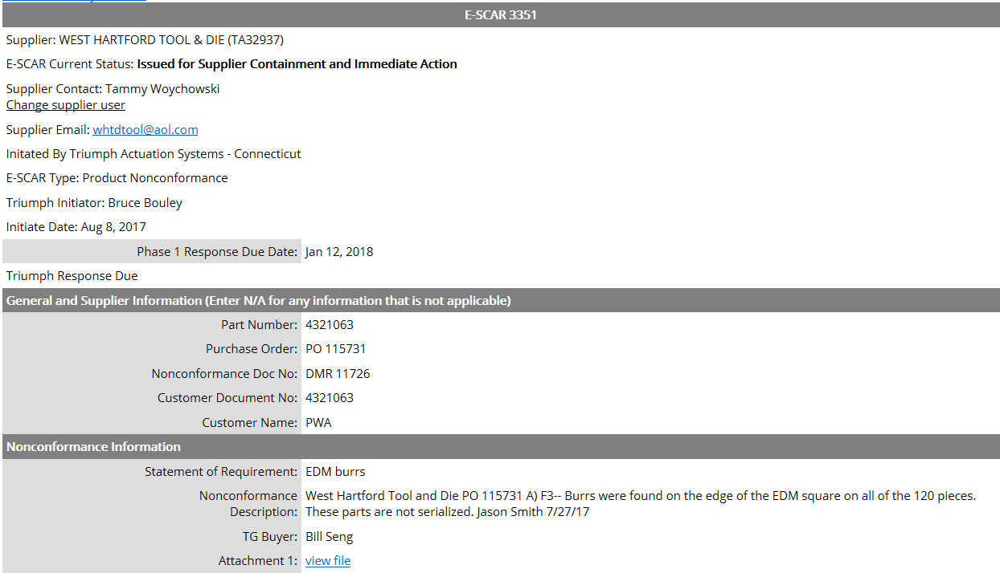 E-SCAR 3351
Supplier: WEST HARTFORD TOOL & DIE (TA32937)
E-SCAR Current Status: Issued for Supplier Containment and Immediate Action
Supplier Contact: Tammy Woychowski
Change supplier user
Supplier Email: whtdtool@aol.com
Initated By Triumph Actuation Systems - Connecticut
E-SCAR Type: Product Nonconformance
Triumph Initiator: Bruce Bouley
Initiate Date: Aug 8, 2017
Phase 1 Response Due Date: Jan 12, 2018
Triumph Response Due
General and Supplier Information (Enter N/A for any information that is not applicable)
Part Number: 4321063
Purchase Order: PO 115731
Nonconformance Doc No: DMR 11726
Customer Document No: 4321063
Customer Name: PWA
Nonconformance Information
Statement of Requirement: EDM burrs
Nonconformance West Hartford Tool and Die PO 115731 A) F3-- Burrs were found on the edge of the EDM square on all of the 120 pieces.
Description: These parts are not serialized. Jason Smith 7/27/17
TG Buyer: Bill Seng
Attachment 1: view file